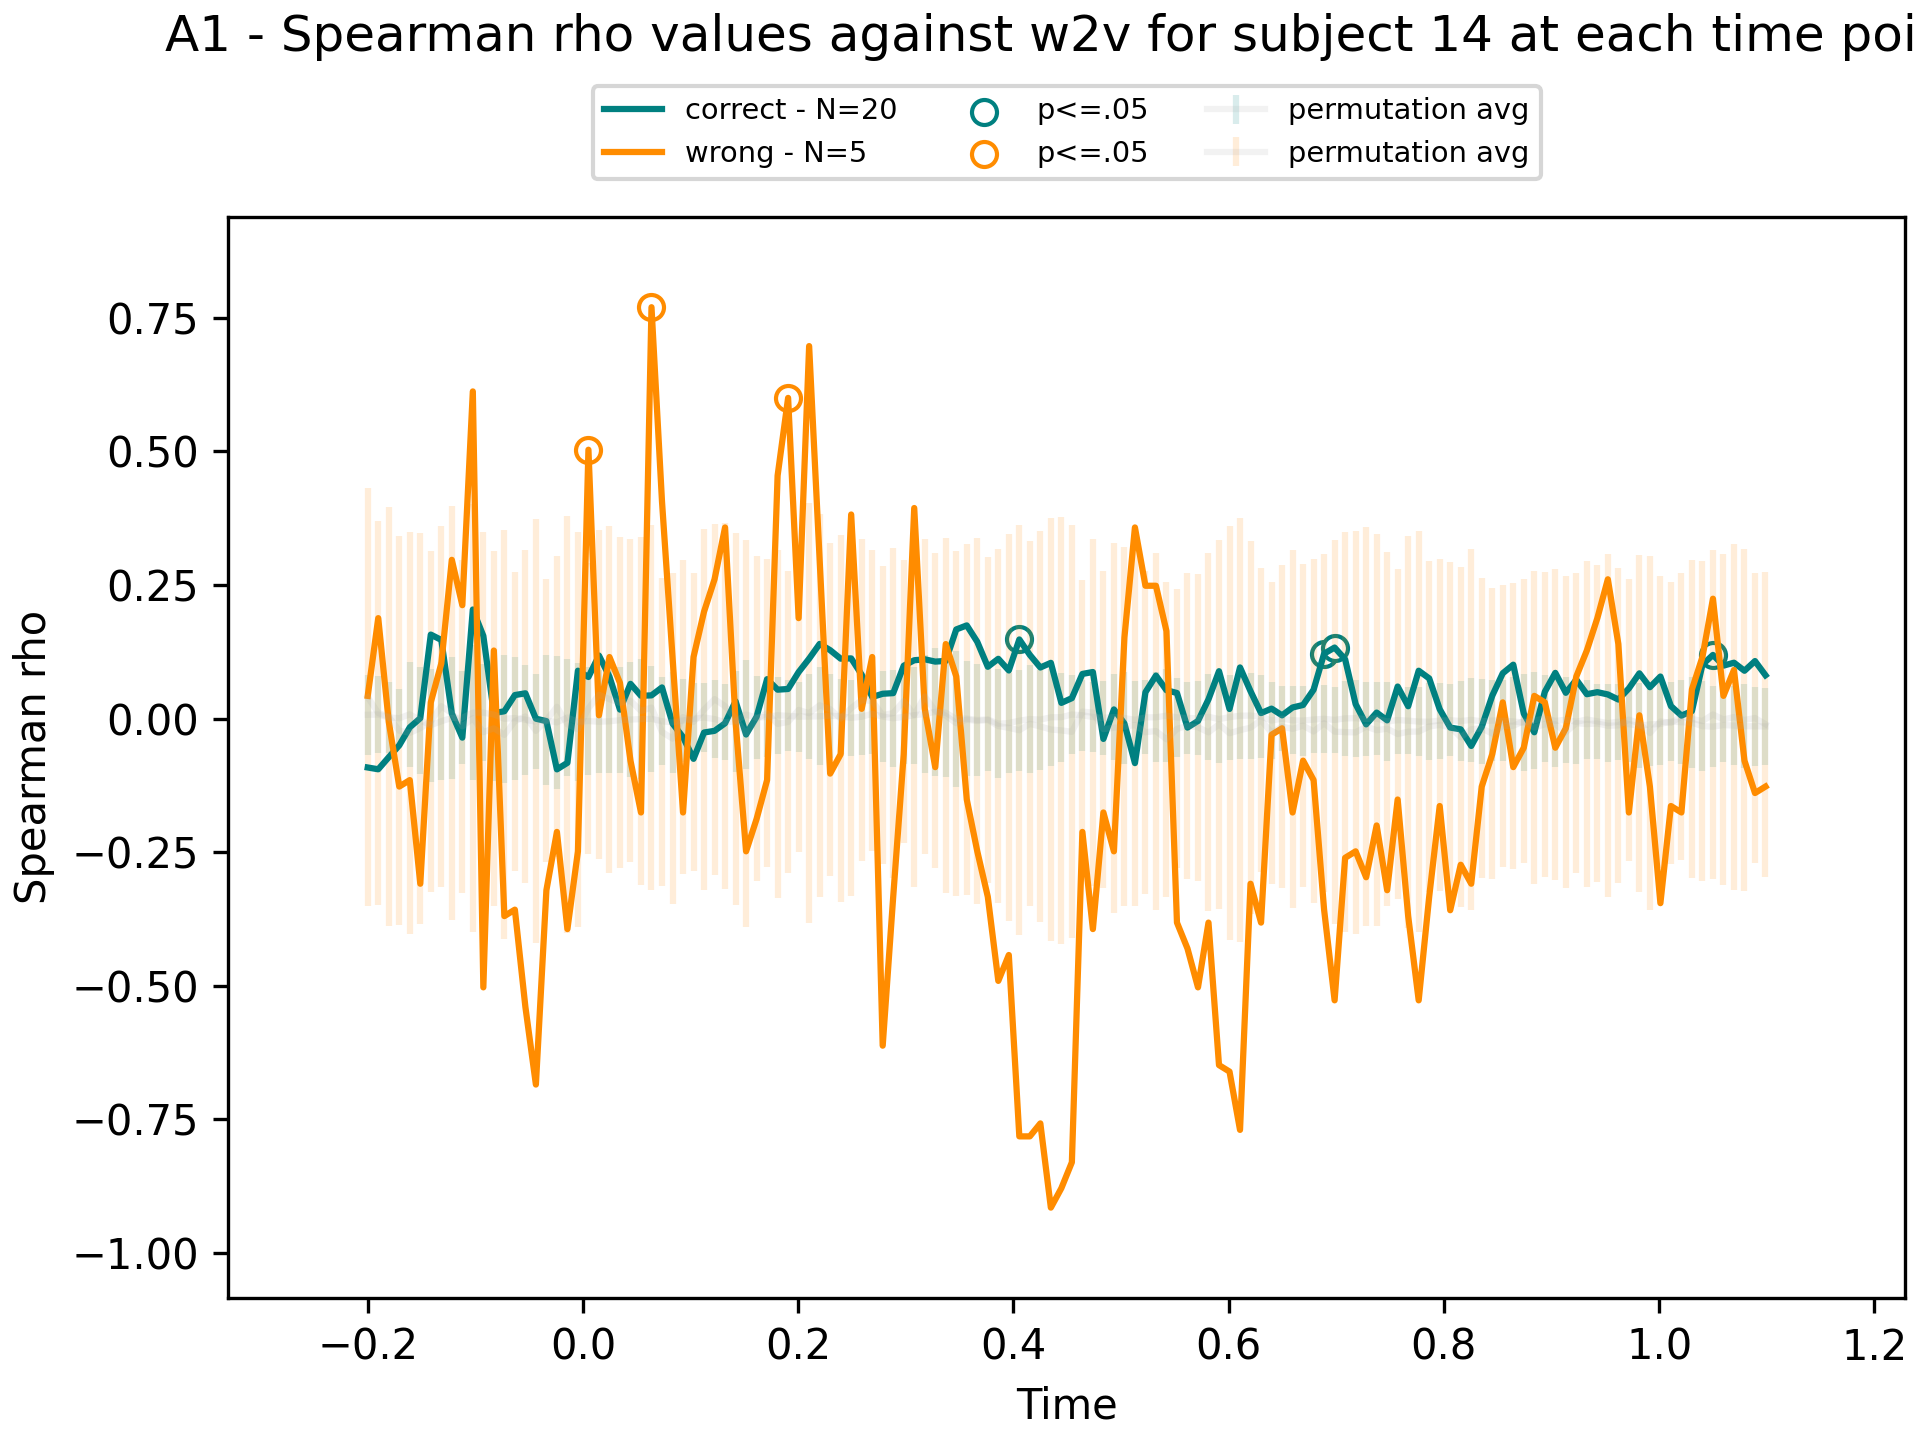 A1 - Spearman rho values against w2v for subject 14 at each time poi
correct - N=20 p<=.05 permutation avg
wrong - N=5 p<=.05 permutation avg
Spearman rho
0.75
0.50
0.25
0.00
−0.25
−0.50
−0.75
−1.00
−0.2 0.0 0.2 0.4 0.6 0.8 1.0 1.2
Time